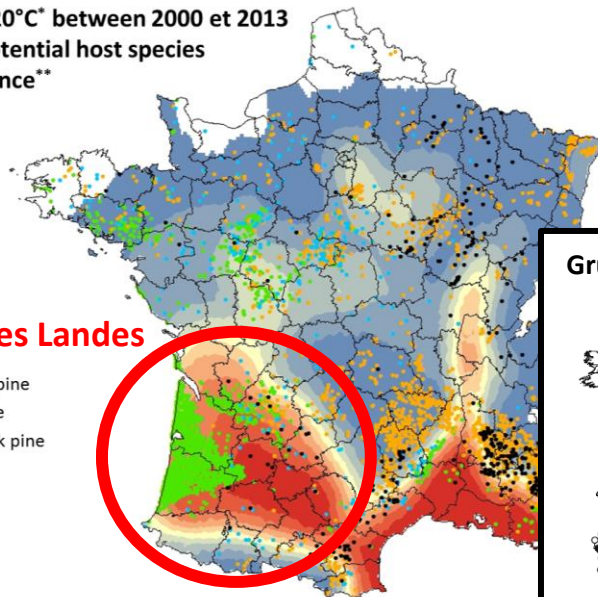 20°C* between 2000 et 2013
tential host species
nce**
es Landes
pine
e
k pine
Gr